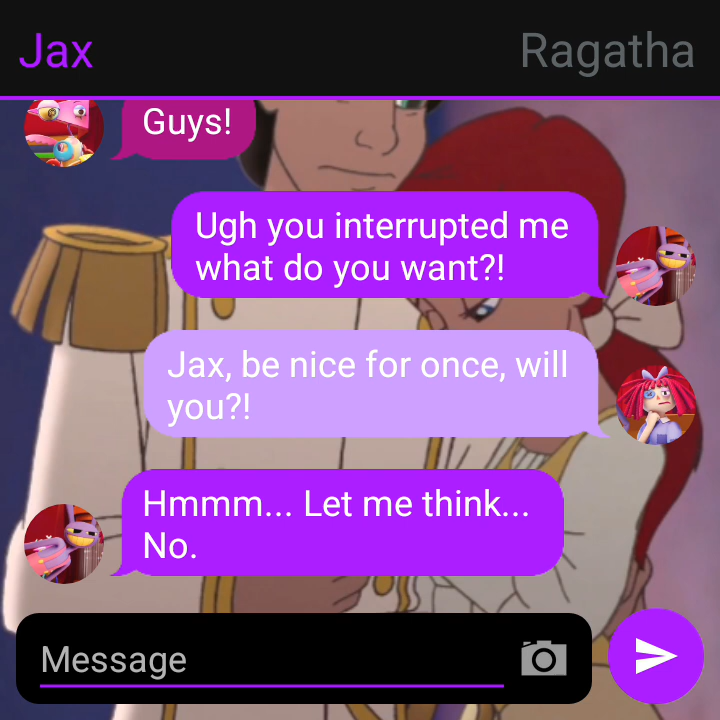 Jax
Ragatha
Guys!
Ugh you interrupted me
what do you want?!
Jax, be nice for once, will
you?!
Hmmm... Let me think...
No.
Message